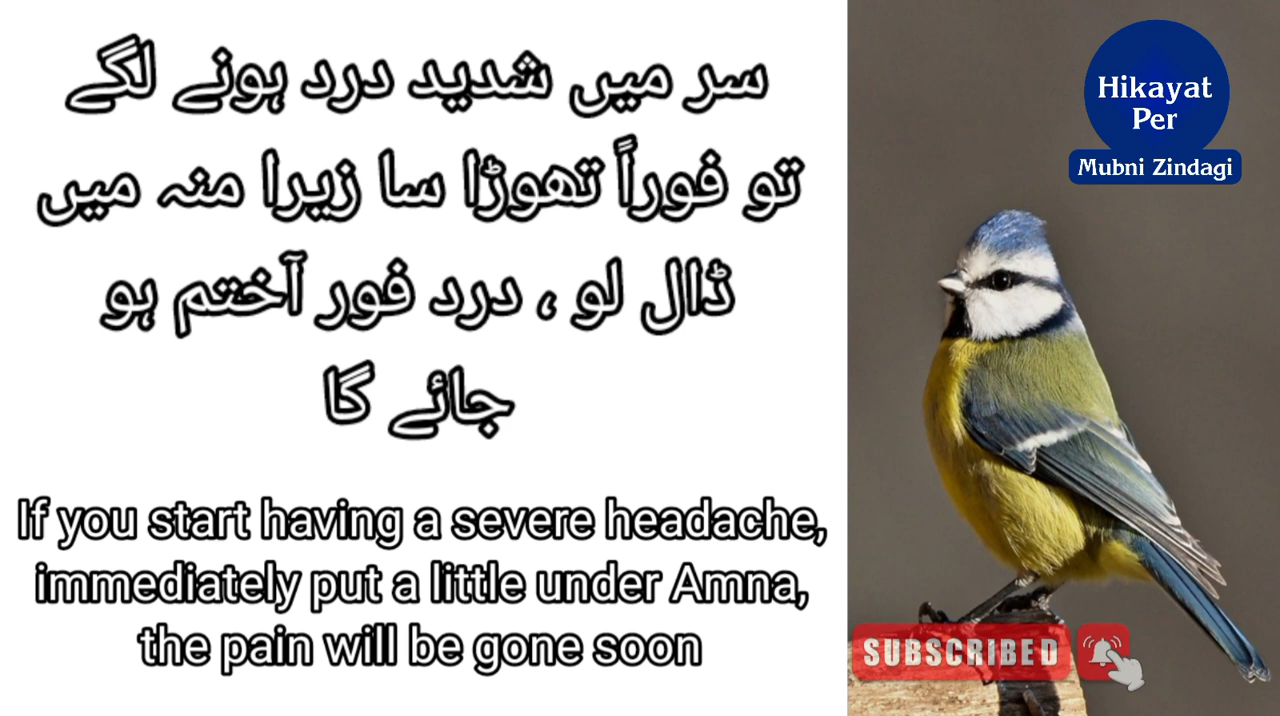 سر میں شدید درد ہونے لگے
تو فوراً تھوڑا سا زیرا منہ میں
ڈال لو ، درد فور آختم ہو
جائے گا
If you start having a severe headache,
immediately put a little under Amna,
the pain will be gone soon
Hikayat
Per
Mubni Zindagi
SUBSCRIBED